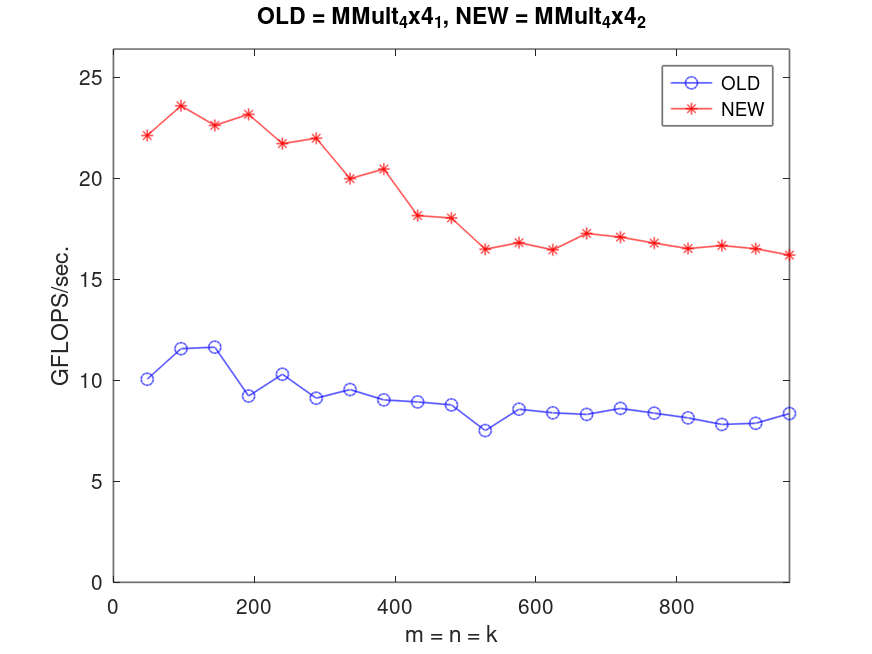 OLD = MMult₄x4₁, NEW = MMult₄x4₂
25
20
15
10
5
0
GFLOPS/sec.
OLD
NEW
0 200 400 600 800
m = n = k